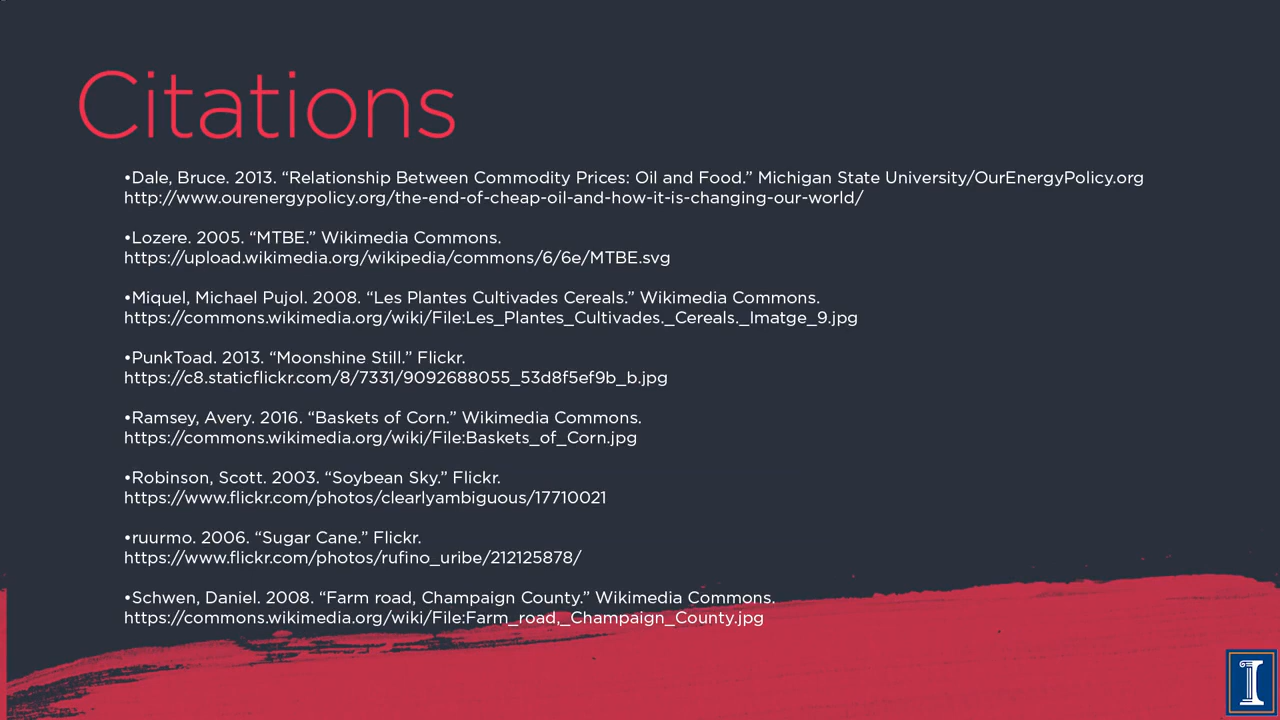 Citations
•Dale, Bruce. 2013. “Relationship Between Commodity Prices: Oil and Food.” Michigan State University/OurEnergyPolicy.org
http://www.ourenergypolicy.org/the-end-of-cheap-oil-and-how-it-is-changing-our-world/
•Lozere. 2005. “MTBE.” Wikimedia Commons.
https://upload.wikimedia.org/wikipedia/commons/6/6e/MTBE.svg
•Miquel, Michael Pujol. 2008. “Les Plantes Cultivades Cereals.” Wikimedia Commons.
https://commons.wikimedia.org/wiki/File:Les_Plantes_Cultivades._Cereals._Imatge_9.jpg
•PunkToad. 2013. “Moonshine Still.” Flickr.
https://c8.staticflickr.com/8/7331/9092688055_53d8f5ef9b_b.jpg
•Ramsey, Avery. 2016. “Baskets of Corn.” Wikimedia Commons.
https://commons.wikimedia.org/wiki/File:Baskets_of_Corn.jpg
•Robinson, Scott. 2003. “Soybean Sky.” Flickr.
https://www.flickr.com/photos/clearlyambiguous/17710021
•ruurmo. 2006. “Sugar Cane.” Flickr.
https://www.flickr.com/photos/rufino_uribe/212125878/
•Schwen, Daniel. 2008. “Farm road, Champaign County.” Wikimedia Commons.
https://commons.wikimedia.org/wiki/File:Farm_road,_Champaign_County.jpg
I